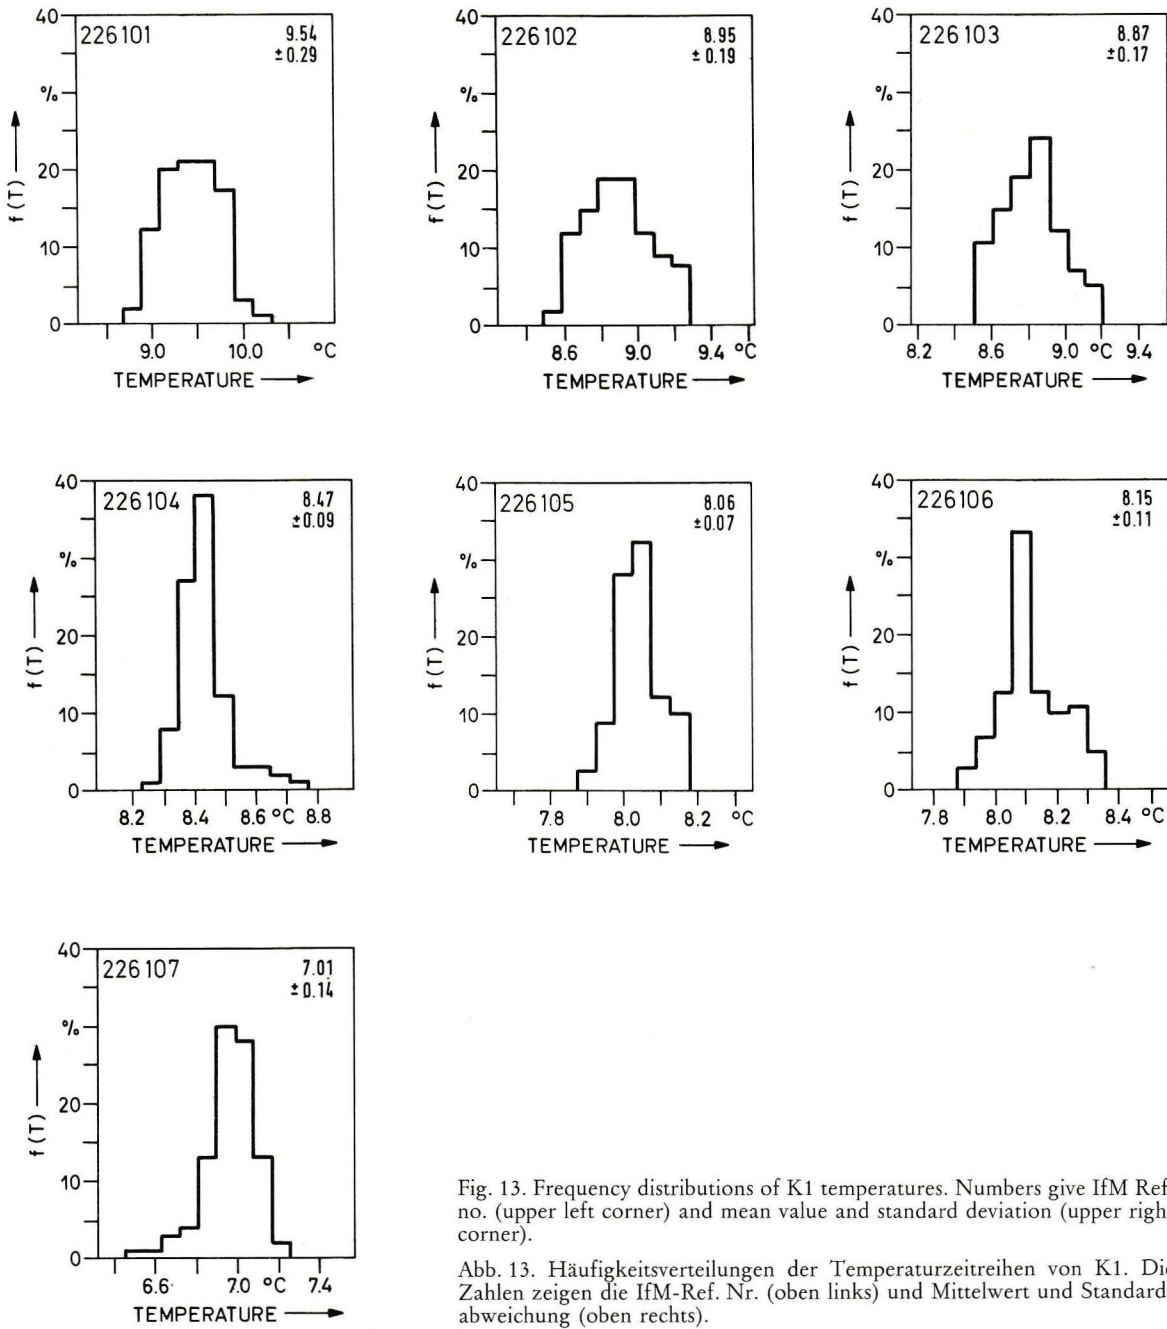 40
226101
9.54
±0.29
%
20
10
0
f(T)
9.0 10.0 °C
TEMPERATURE
40
226102
8.95
±0.19
%
20
10
0
f(T)
8.6 9.0 9.4 °C
TEMPERATURE
40
226103
8.87
±0.17
%
20
10
0
f(T)
8.2 8.6 9.0 °C 9.4
TEMPERATURE
40
226104
8.47
±0.09
%
20
10
0
f(T)
8.2 8.4 8.6 °C 8.8
TEMPERATURE
40
226105
8.06
±0.07
%
20
10
0
f(T)
7.8 8.0 8.2 °C
TEMPERATURE
40
226106
8.15
±0.11
%
20
10
0
f(T)
7.8 8.0 8.2 8.4 °C
TEMPERATURE
40
226107
7.01
±0.14
%
20
10
0
f(T)
6.6 7.0 °C 7.4
TEMPERATURE
Fig. 13. Frequency distributions of K1 temperatures. Numbers give IfM Ref
no. (upper left corner) and mean value and standard deviation (upper righ
corner).
Abb. 13. Häufigkeitsverteilungen der Temperaturzeitreihen von K1. Di
Zahlen zeigen die IfM-Ref. Nr. (oben links) und Mittelwert und Standard
abweichung (oben rechts).